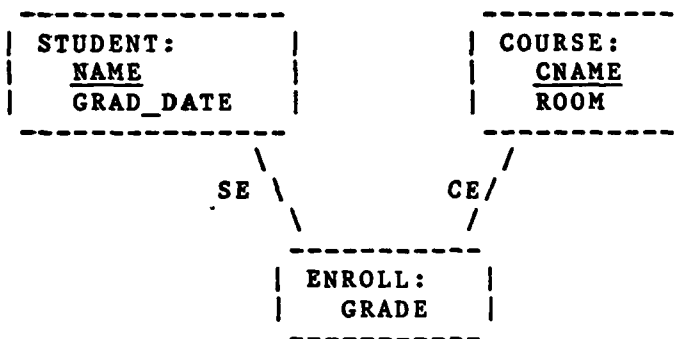 STUDENT:
NAME
GRAD_DATE
COURSE:
CNAME
ROOM
SE
CE
ENROLL:
GRADE